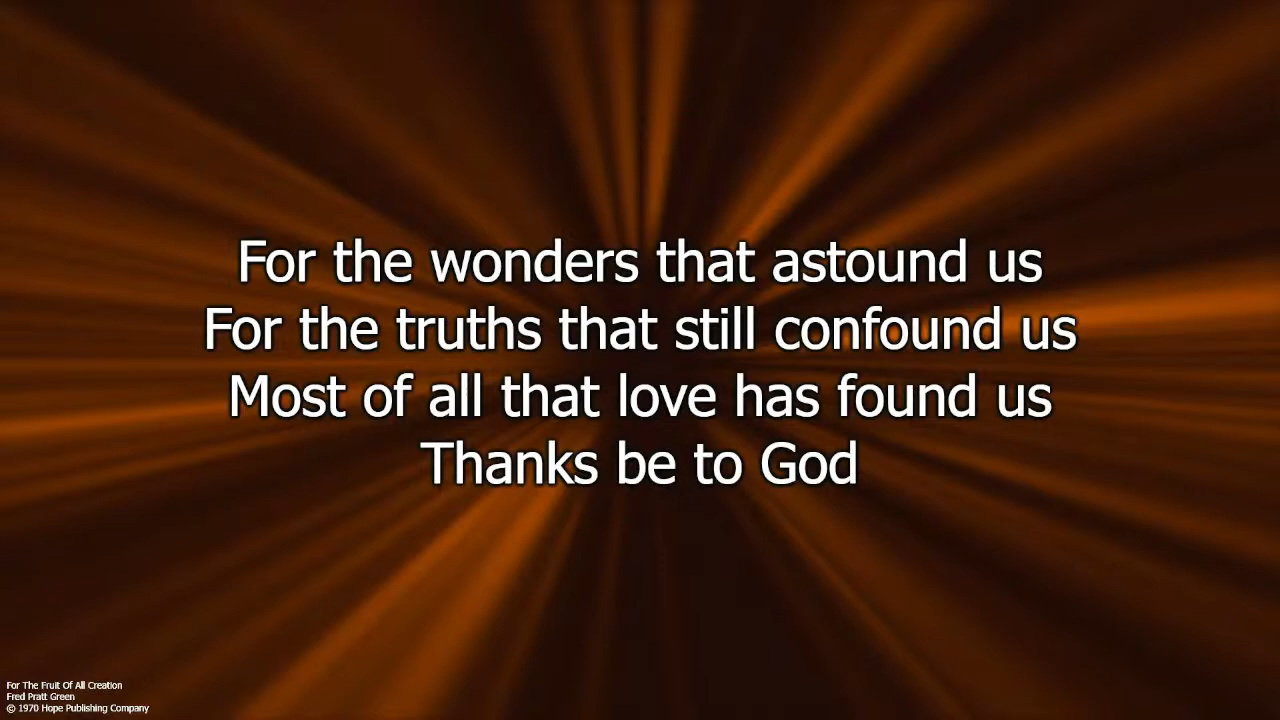 For the wonders that astound us
For the truths that still confound us
Most of all that love has found us
Thanks be to God
For The Fruit Of All Creation
Fred Pratt Green
© 1970 Hope Publishing Company